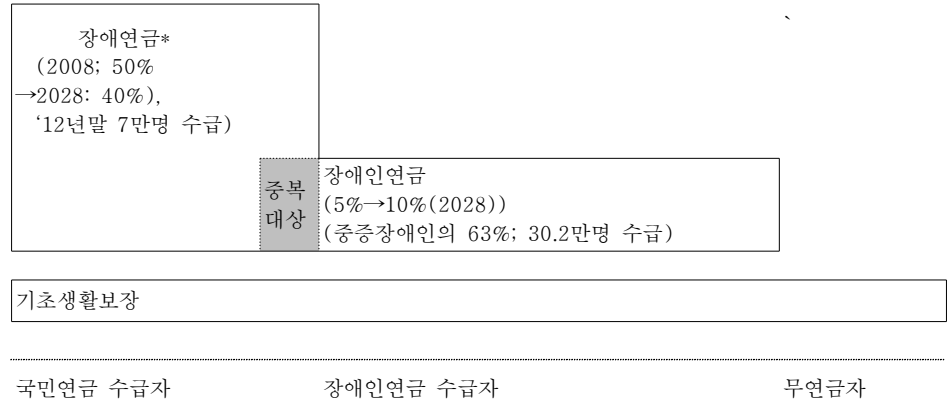 `
장애연금*
(2008; 50%
→2028: 40%),
‘12년말 7만명 수급)
중복
대상
장애인연금
(5%→10%(2028))
(중증장애인의 63%; 30.2만명 수급)
기초생활보장
국민연금 수급자 장애인연금 수급자 무연금자